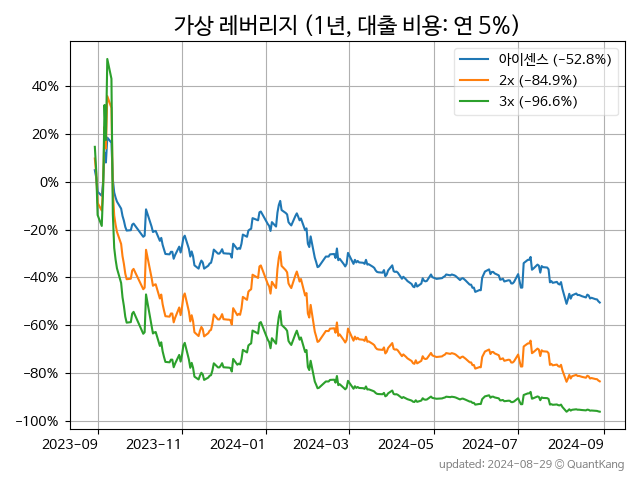 가상 레버리지 (1년, 대출 비용: 연 5%)
아이센스 (-52.8%)
2x (-84.9%)
3x (-96.6%)
40%
20%
0%
-20%
-40%
-60%
-80%
-100%
2023-09 2023-11 2024-01 2024-03 2024-05 2024-07 2024-09
updated: 2024-08-29 © QuantKang